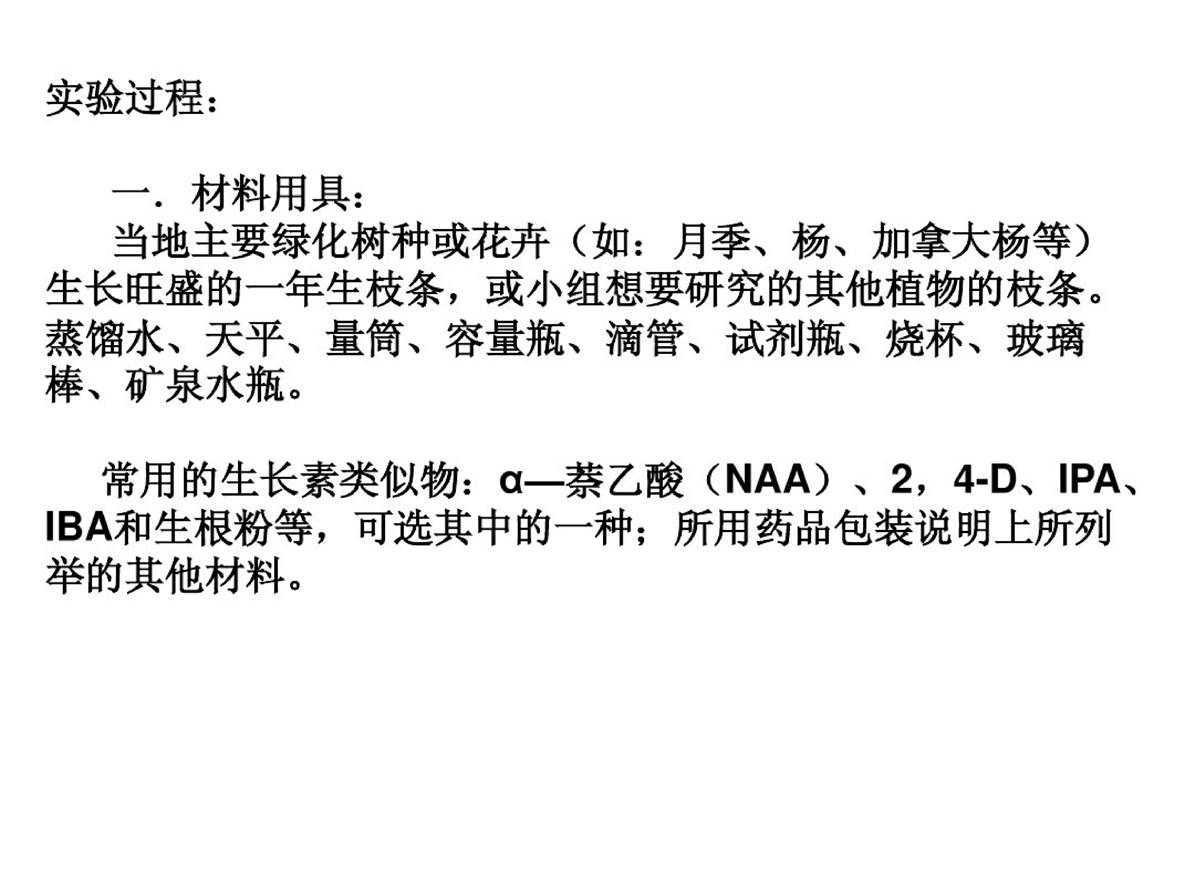 实验过程：
一．材料用具：
当地主要绿化树种或花卉（如：月季、杨、加拿大杨等）
生长旺盛的一年生枝条，或小组想要研究的其他植物的枝条。
蒸馏水、天平、量筒、容量瓶、滴管、试剂瓶、烧杯、玻璃
棒、矿泉水瓶。
常用的生长素类似物：α—萘乙酸（NAA）、2，4-D、IPA、
IBA和生根粉等，可选其中的一种；所用药品包装说明上所列
举的其他材料。